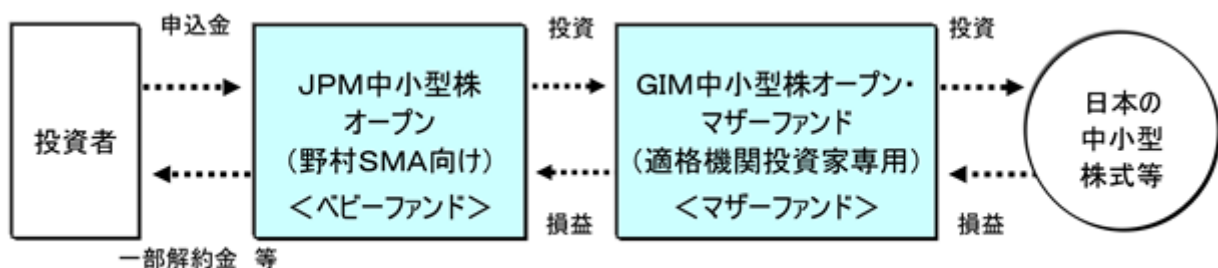 申込金
投資
投資
投資者
JPM中小型株
オープン
(野村SMA向け)
<ベビーファンド>
GIM中小型株オープン・
マザーファンド
(適格機関投資家専用)
<マザーファンド>
日本の
中小型
株式等
一部解約金 等
損益
損益